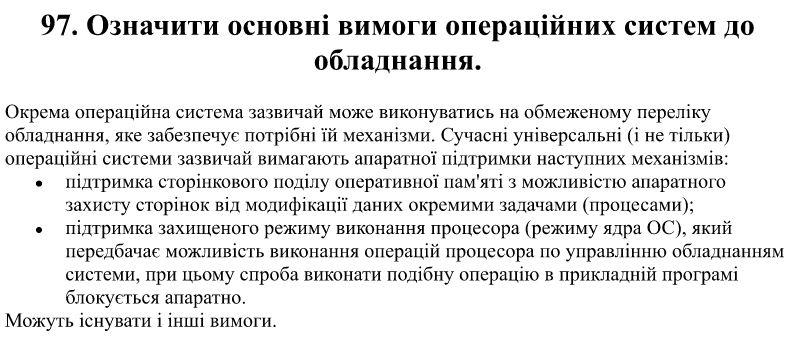 97. Означити основні вимоги операційних систем до
обладнання.
Окрема операційна система зазвичай може виконуватись на обмеженому переліку
обладнання, яке забезпечує потрібні їй механізми. Сучасні універсальні (і не тільки)
операційні системи зазвичай вимагають апаратної підтримки наступних механізмів:
• підтримка сторінкового поділу оперативної пам'яті з можливістю апаратного
захисту сторінок від модифікації даних окремими задачами (процесами);
• підтримка захищеного режиму виконання процесора (режиму ядра ОС), який
передбачає можливість виконання операцій процесора по управлінню обладнанням
системи, при цьому спроба виконати подібну операцію в прикладній програмі
блокується апаратно.
Можуть існувати і інші вимоги.